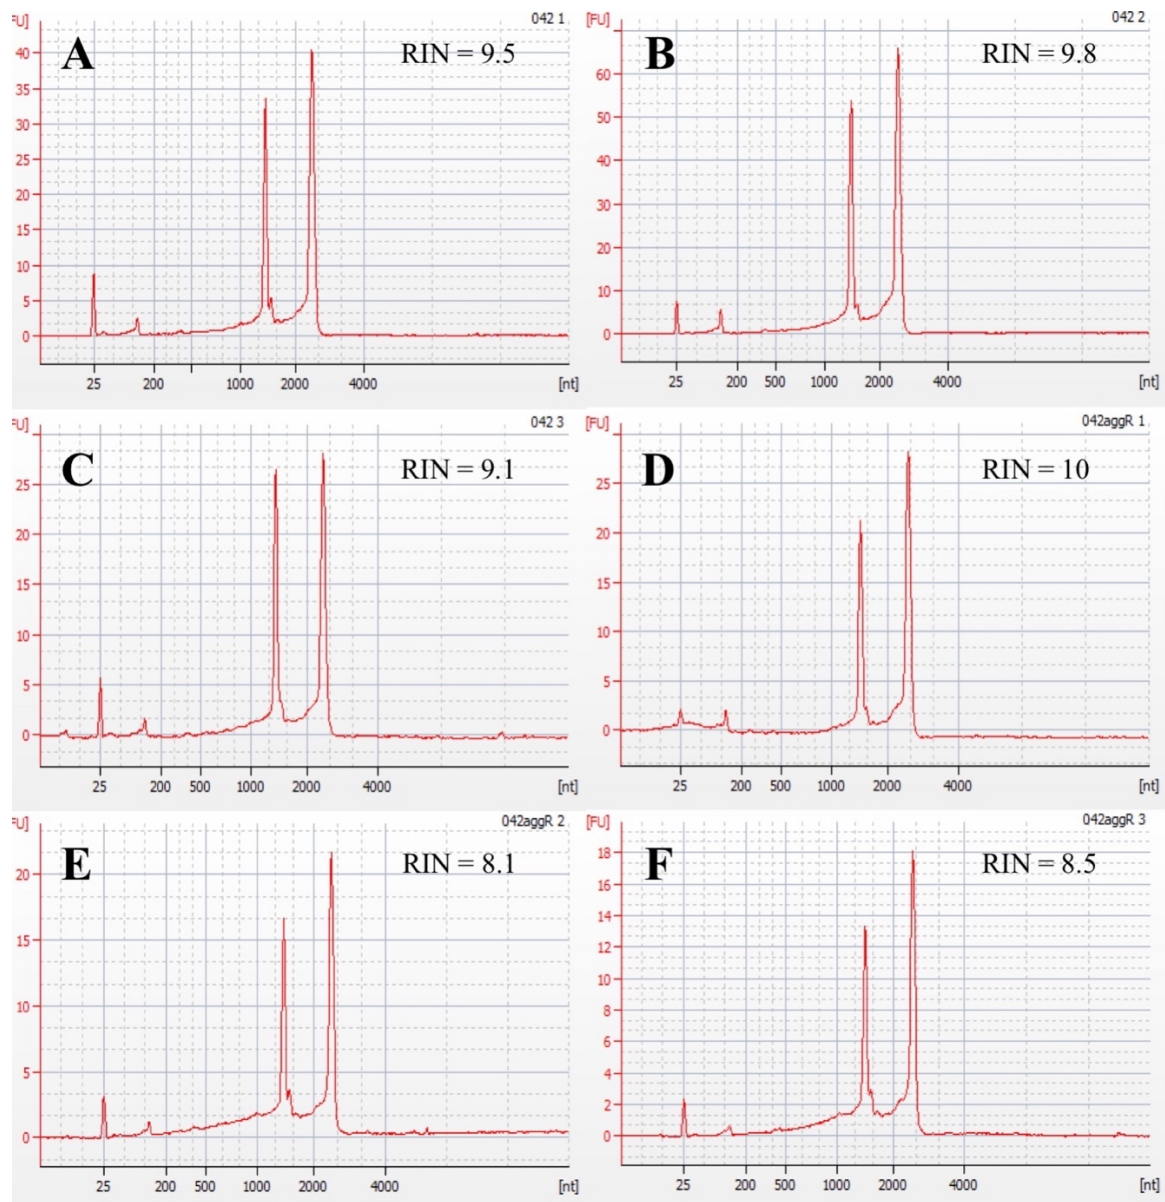 FU] 042 1
A RIN = 9.5
40
35
30
25
20
15
10
5
0
25 200 1000 2000 4000 [nt]
[FU] 042 2
B RIN = 9.8
60
50
40
30
20
10
0
25 200 500 1000 2000 4000 [nt]
FU] 042 3
C RIN = 9.1
25
20
15
10
5
0
25 200 500 1000 2000 4000 [nt]
[FU] 042aggR 1
D RIN = 10
25
20
15
10
5
0
25 200 500 1000 2000 4000 [nt]
FU] 042aggR 2
E RIN = 8.1
20
15
10
5
0
25 200 500 1000 2000 4000 [nt]
[FU] 042aggR 3
F RIN = 8.5
18
16
14
12
10
8
6
4
2
0
25 200 500 1000 2000 4000 [nt]